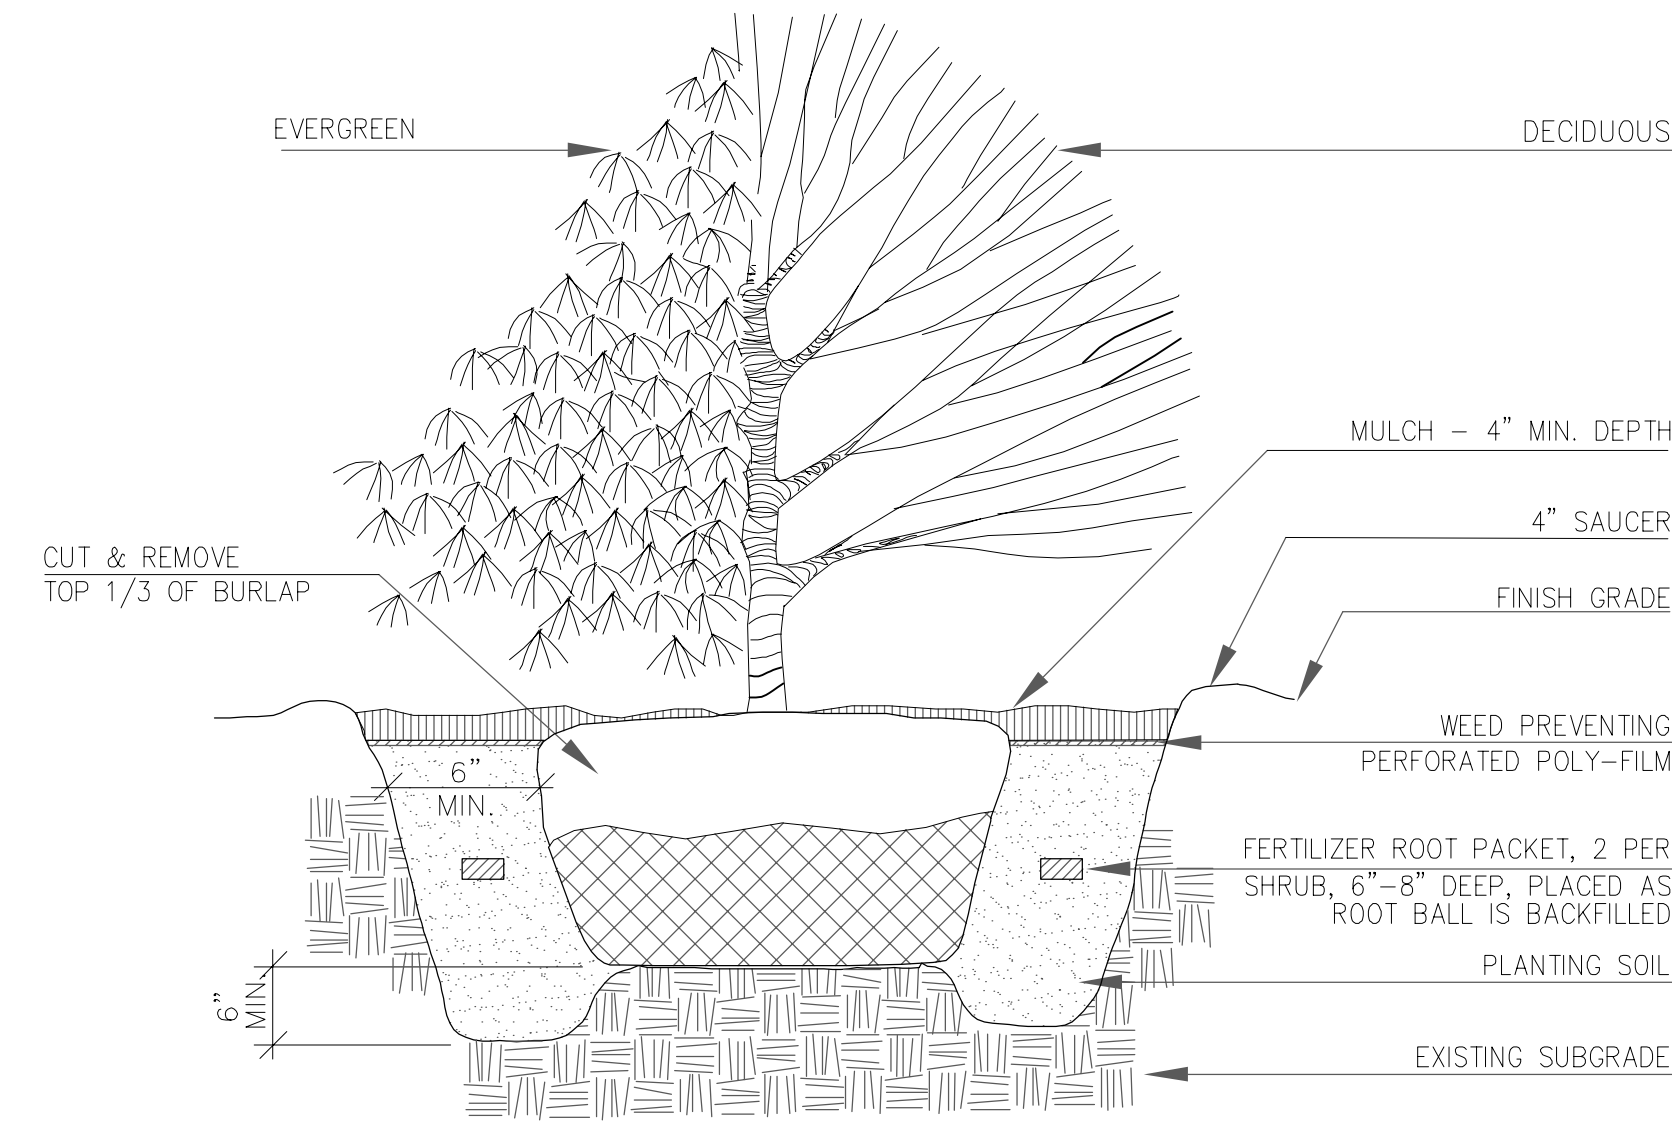 EVERGREEN
DECIDUOUS
MULCH – 4" MIN. DEPTH
4" SAUCER
CUT & REMOVE
TOP 1/3 OF BURLAP
FINISH GRADE
WEED PREVENTING
PERFORATED POLY–FILM
6"
MIN.
FERTILIZER ROOT PACKET, 2 PER
SHRUB, 6"–8" DEEP, PLACED AS
ROOT BALL IS BACKFILLED
PLANTING SOIL
6"
MIN.
EXISTING SUBGRADE